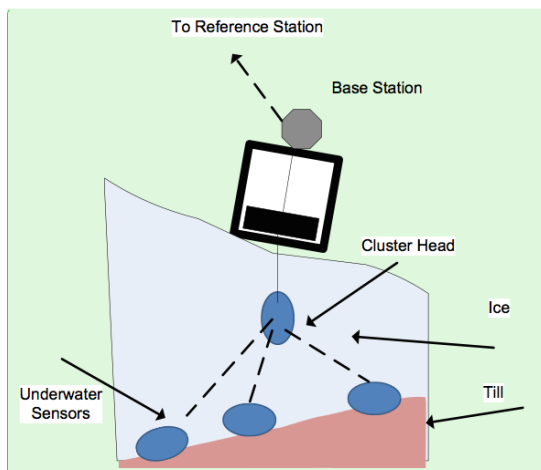 To Reference Station
Base Station
Cluster Head
Ice
Underwater
Sensors
Till